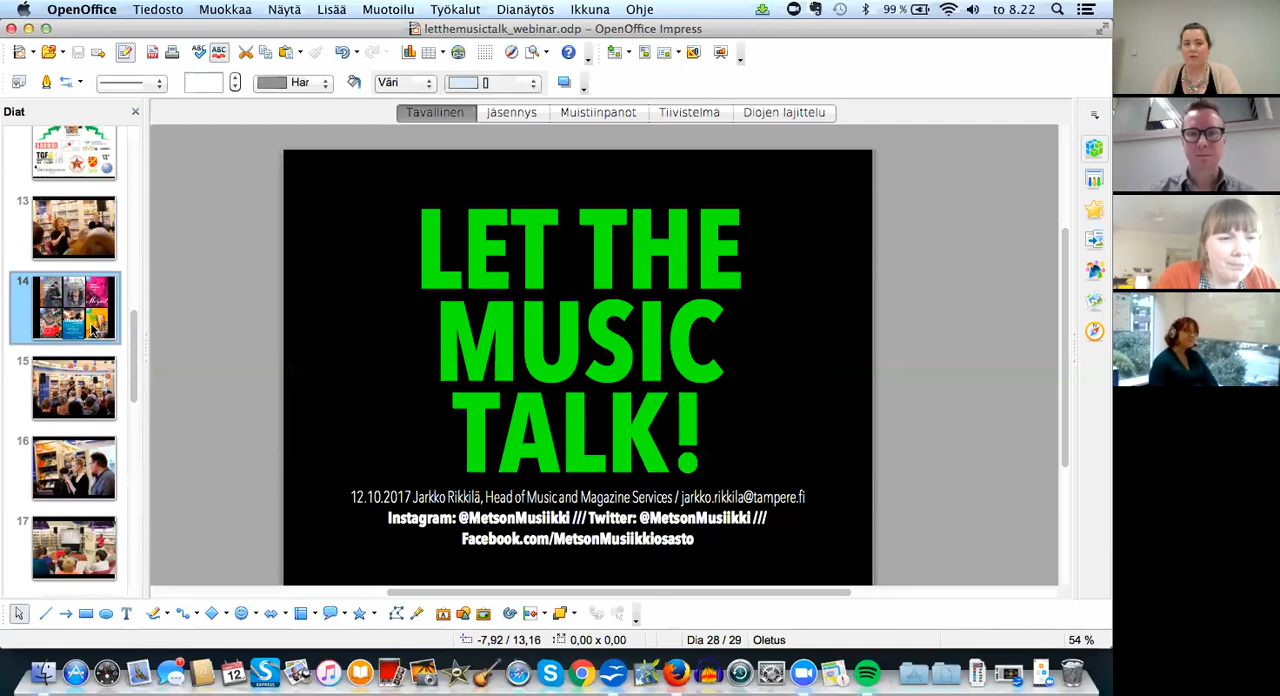 OpenOffice Tiedosto Muokkaa Näytä Lisää Muotoilu Työkalut Dianäytös Ikkuna Ohje 99 % to 8.22
letthemusictalk_webinar.odp - OpenOffice Impress
Har Väri
Diat
Tavallinen Jäsennys Muistiinpanot Tiivistelmä Diojen lajittelu
13
14
15
16
17
LET THE
MUSIC
TALK!
12.10.2017 Jarkko Rikkilä, Head of Music and Magazine Services / jarkko.rikkila@tampere.fi
Instagram: @MetsonMusiikki /// Twitter: @MetsonMusiikki ///
Facebook.com/MetsonMusiikkiosasto
-7,92 / 13,16 0,00 x 0,00 Dia 28 / 29 Oletus 54 %
12
EXPRESS